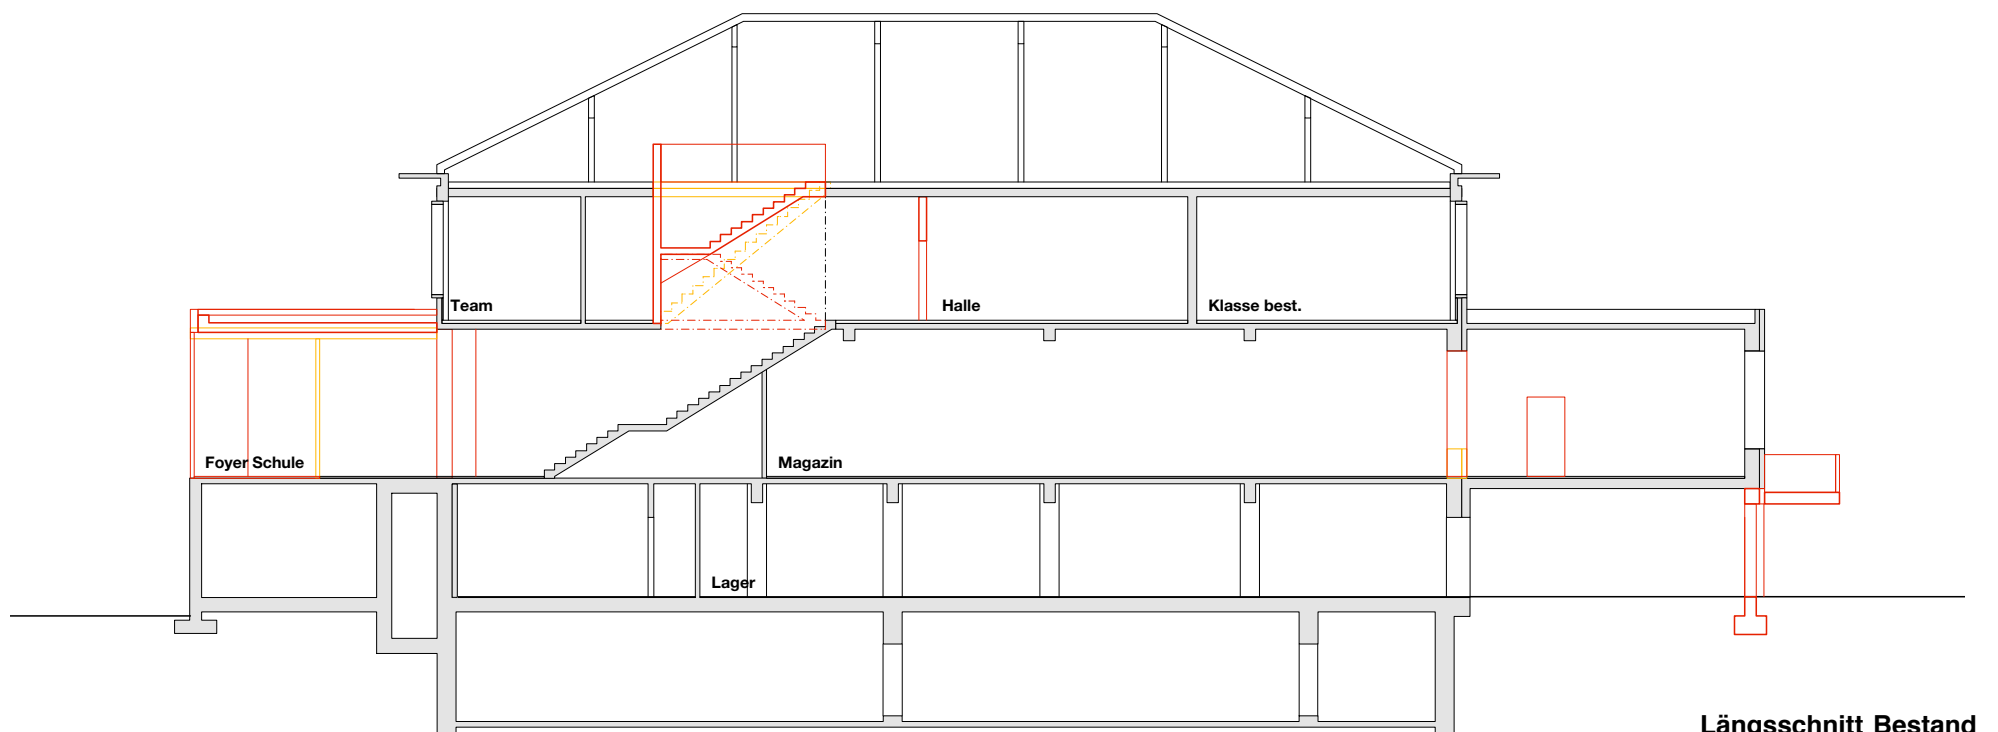 Team
Halle
Klasse best.
Foyer Schule
Magazin
Lager
Längsschnitt Bestand